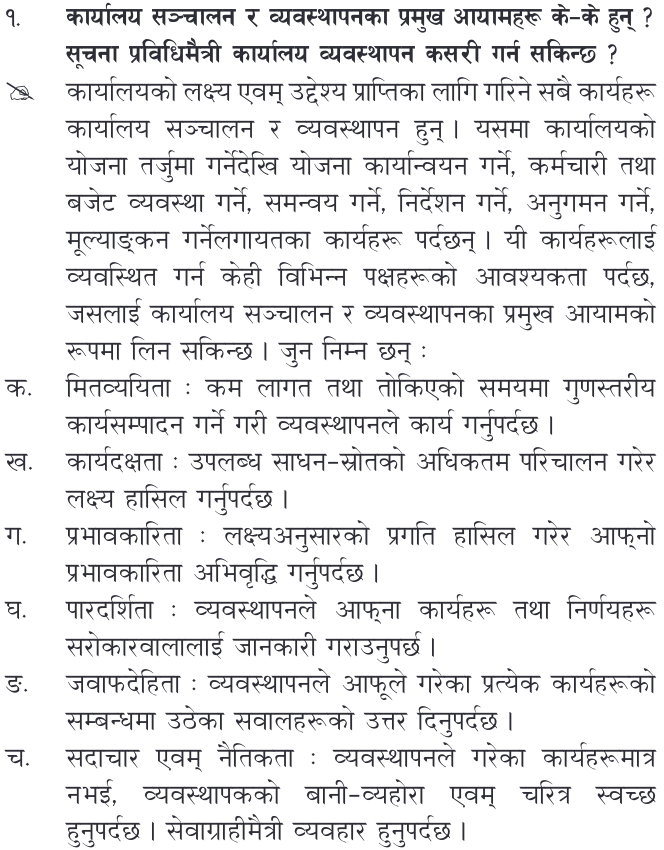 १. कार्यालय सञ्चालन र व्यवस्थापनका प्रमुख आयामहरू के-के हुन् ?
सूचना प्रविधिमैत्री कार्यालय व्यवस्थापन कसरी गर्न सकिन्छ ?
कार्यालयको लक्ष्य एवम् उद्देश्य प्राप्तिका लागि गरिने सबै कार्यहरू
कार्यालय सञ्चालन र व्यवस्थापन हुन् । यसमा कार्यालयको
योजना तर्जुमा गर्नेदेखि योजना कार्यान्वयन गर्ने, कर्मचारी तथा
बजेट व्यवस्था गर्ने, समन्वय गर्ने, निर्देशन गर्ने, अनुगमन गर्ने,
मूल्याङ्कन गर्नेलगायतका कार्यहरू पर्दछन् । यी कार्यहरूलाई
व्यवस्थित गर्न केही विभिन्न पक्षहरूको आवश्यकता पर्दछ,
जसलाई कार्यालय सञ्चालन र व्यवस्थापनका प्रमुख आयामको
रूपमा लिन सकिन्छ । जुन निम्न छन् :
क. मितव्ययिता : कम लागत तथा तोकिएको समयमा गुणस्तरीय
कार्यसम्पादन गर्ने गरी व्यवस्थापनले कार्य गर्नुपर्दछ ।
ख. कार्यदक्षता : उपलब्ध साधन-स्रोतको अधिकतम परिचालन गरेर
लक्ष्य हासिल गर्नुपर्दछ ।
ग. प्रभावकारिता : लक्ष्यअनुसारको प्रगति हासिल गरेर आफ्नो
प्रभावकारिता अभिवृद्धि गर्नुपर्दछ ।
घ. पारदर्शिता : व्यवस्थापनले आफ्ना कार्यहरू तथा निर्णयहरू
सरोकारवालालाई जानकारी गराउनुपर्छ ।
ङ. जवाफदेहिता : व्यवस्थापनले आफूले गरेका प्रत्येक कार्यहरूको
सम्बन्धमा उठेका सवालहरूको उत्तर दिनुपर्दछ ।
च. सदाचार एवम् नैतिकता : व्यवस्थापनले गरेका कार्यहरूमात्र
नभई, व्यवस्थापकको बानी-व्यहोरा एवम् चरित्र स्वच्छ
हुनुपर्दछ । सेवाग्राहीमैत्री व्यवहार हुनुपर्दछ ।